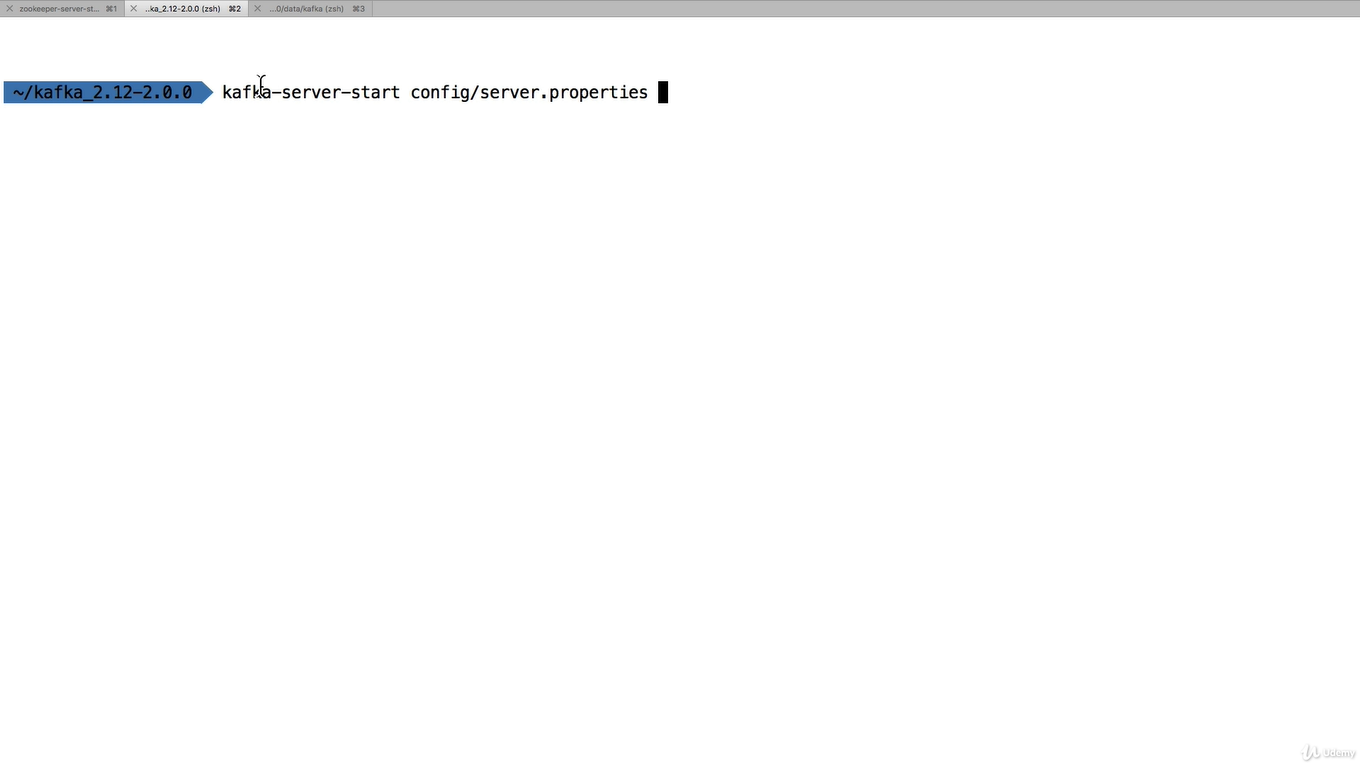 zookeeper-server-st... ⌘1
..ka_2.12-2.0.0 (zsh) ⌘2
...0/data/kafka (zsh) ⌘3
~/kafka_2.12-2.0.0 kafka-server-start config/server.properties
Udemy